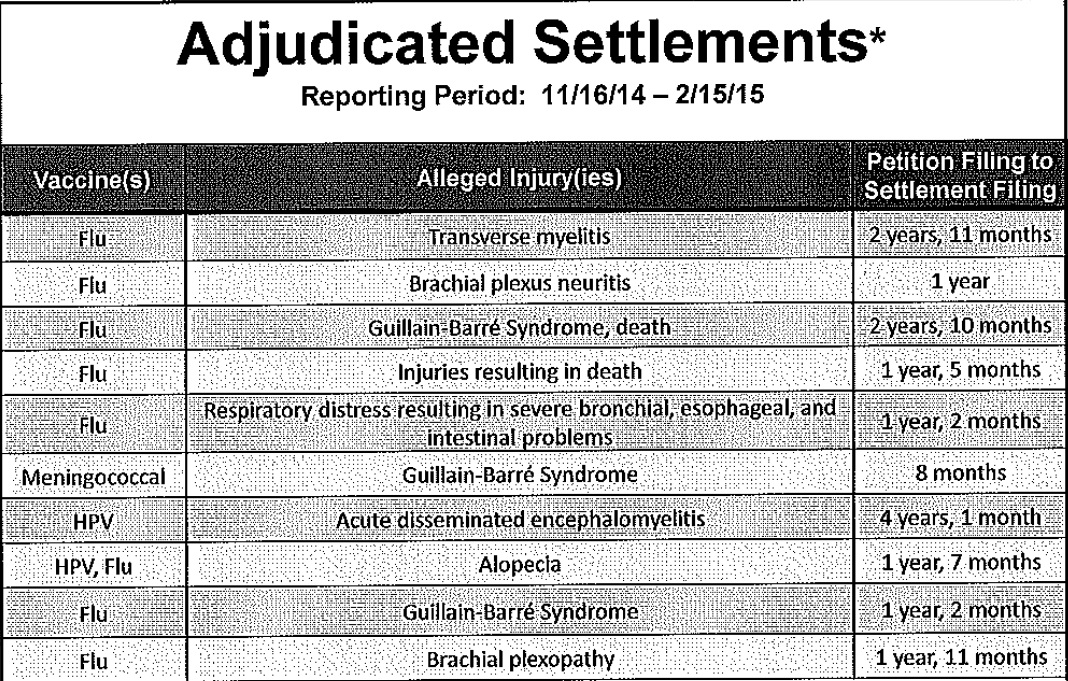 Adjudicated Settlements*
Reporting Period: 11/16/14 – 2/15/15
Vaccine(s) Alleged Injury(ies) Petition Filing to Settlement Filing
Flu Transverse myelitis 2 years, 11 months
Flu Brachial plexus neuritis 1 year
Flu Guillain-Barré Syndrome, death 2 years, 10 months
Flu Injuries resulting in death 1 year, 5 months
Flu Respiratory distress resulting in severe bronchial, esophageal, and intestinal problems 1 year, 2 months
Meningococcal Guillain-Barré Syndrome 8 months
HPV Acute disseminated encephalomyelitis 4 years, 1 month
HPV, Flu Alopecia 1 year, 7 months
Flu Guillain-Barré Syndrome 1 year, 2 months
Flu Brachial plexopathy 1 year, 11 months